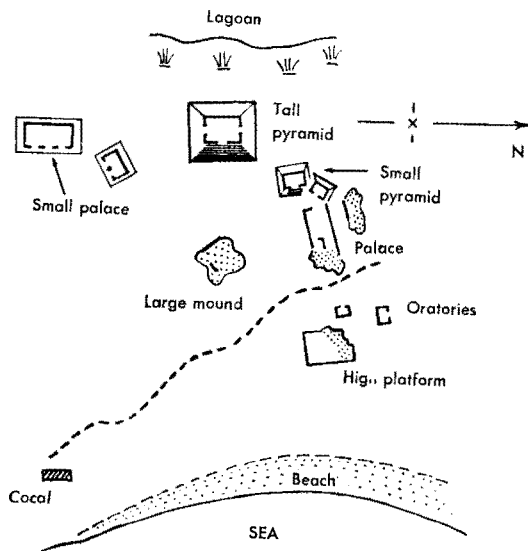 Lagoon
Tall
pyramid
N
Small palace
Small
pyramid
Palace
Large mound
Oratories
High platform
Cocal
Beach
SEA